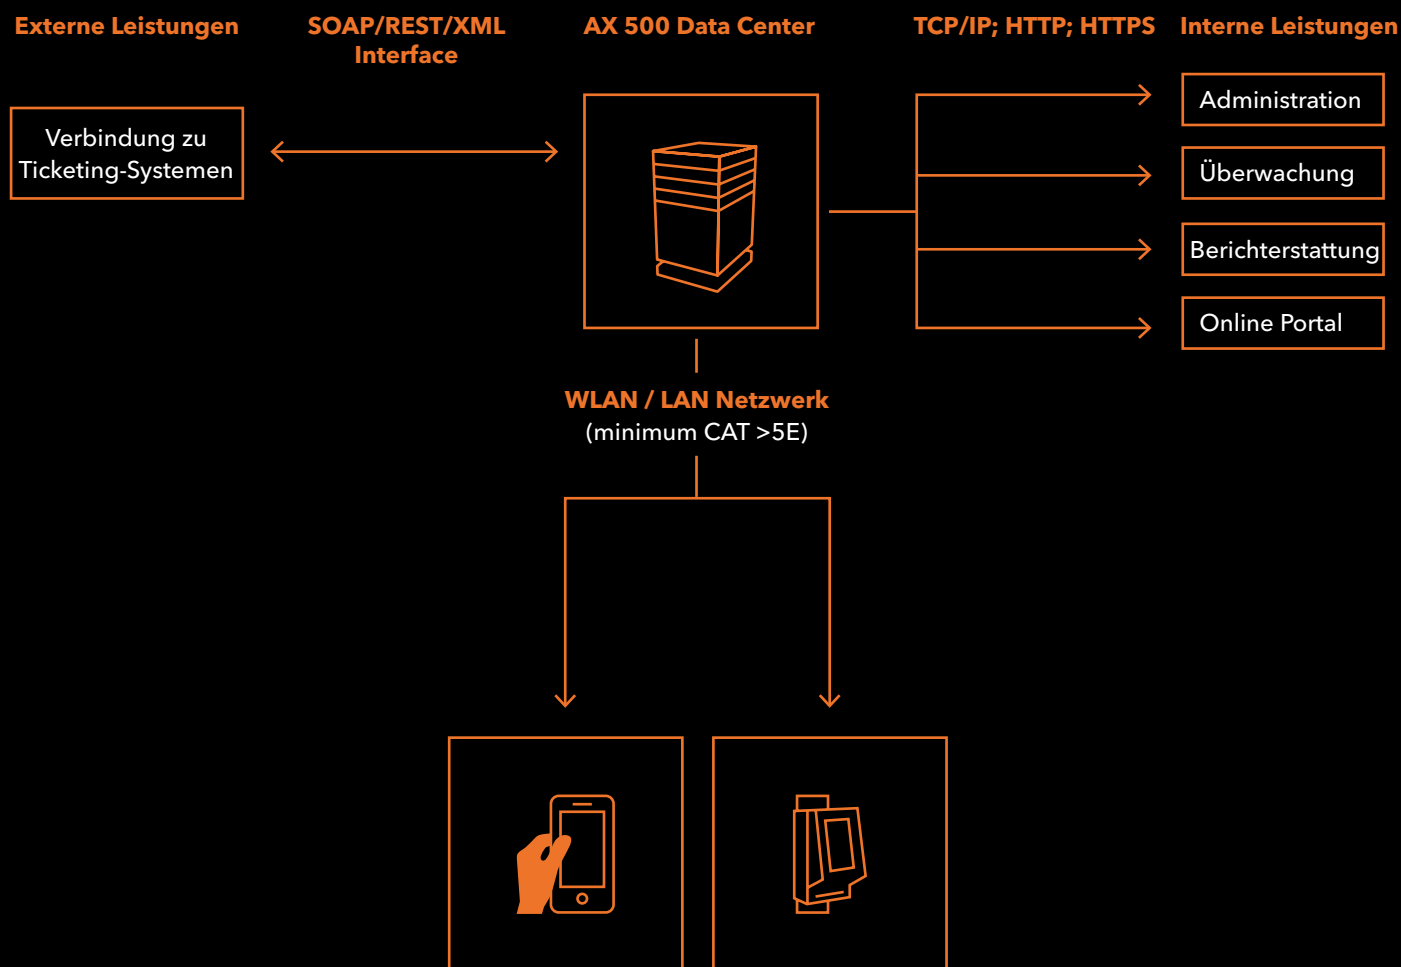 Externe Leistungen
SOAP/REST/XML
Interface
AX 500 Data Center
TCP/IP; HTTP; HTTPS
Interne Leistungen
Verbindung zu
Ticketing-Systemen
Administration
Überwachung
Berichterstattung
Online Portal
WLAN / LAN Netzwerk
(minimum CAT >5E)